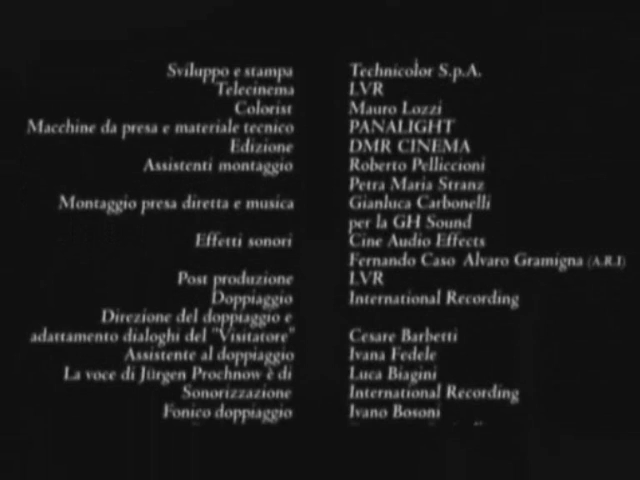 Sviluppo e stampa Technicolor S.p.A.
Telecinema LVR
Colorist Mauro Lozzi
Macchine da presa e materiale tecnico PANALIGHT
Edizione DMR CINEMA
Assistenti montaggio Roberto Pelliccioni
Petra Maria Stranz
Montaggio presa diretta e musica Gianluca Carbonelli
per la GH Sound
Effetti sonori Cine Audio Effects
Fernando Caso Alvaro Gramigna (A.R.I)
Post produzione LVR
Doppiaggio International Recording
Direzione del doppiaggio e
adattamento dialoghi del "Visitatore" Cesare Barbetti
Assistente al doppiaggio Ivana Fedele
La voce di Jürgen Prochnow è di Luca Biagini
Sonorizzazione International Recording
Fonico doppiaggio Ivano Bosoni